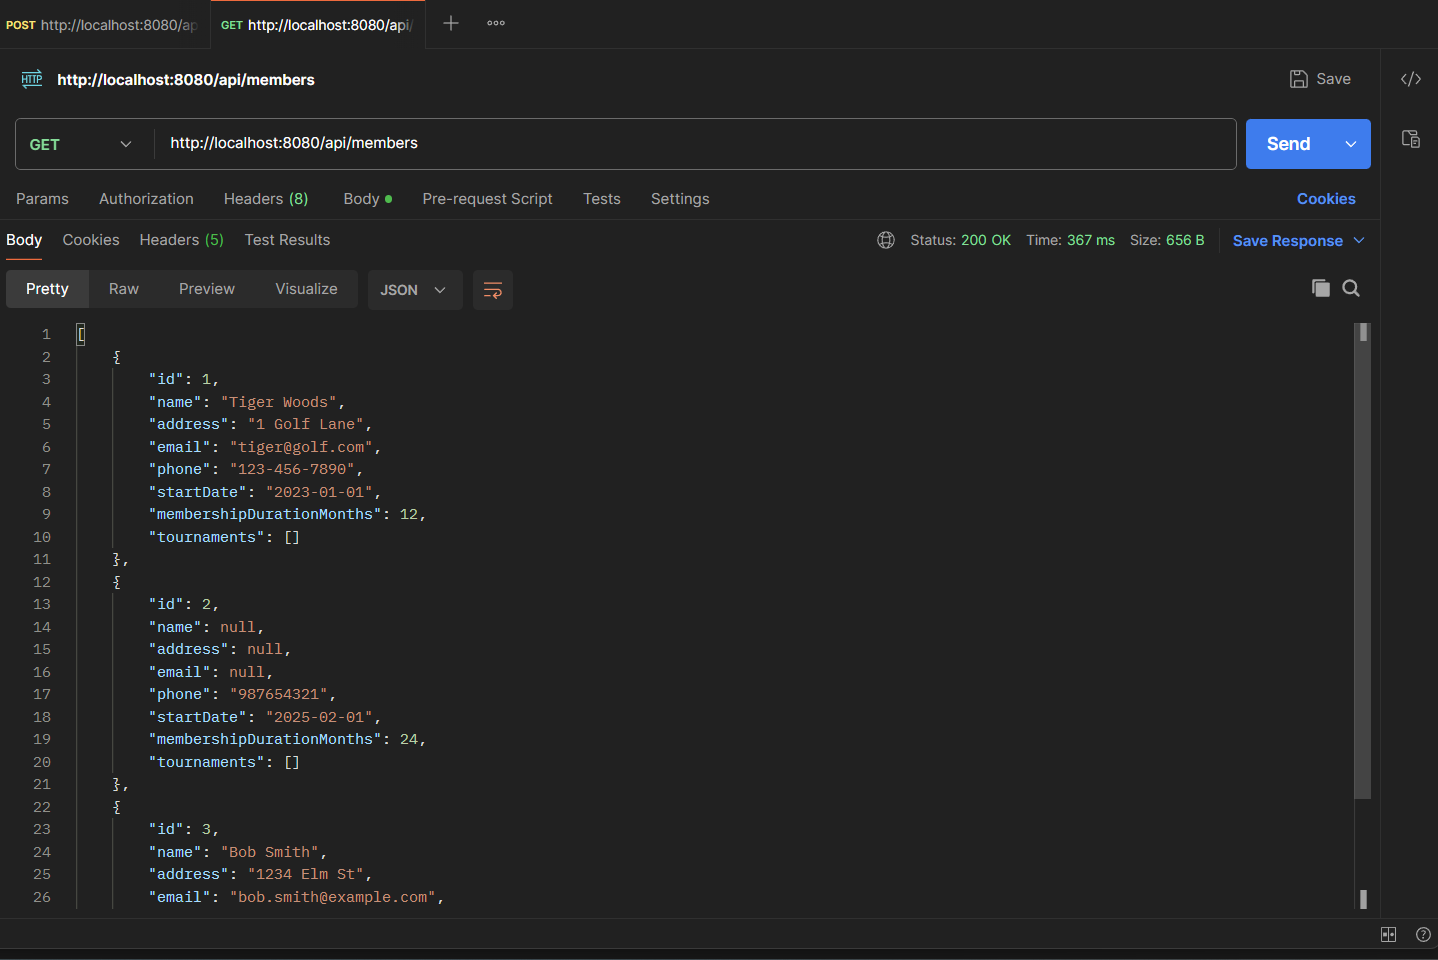 POST http://localhost:8080/ap
GET http://localhost:8080/api/
HTTP http://localhost:8080/api/members
Save
GET http://localhost:8080/api/members
Send
Params Authorization Headers (8) Body Pre-request Script Tests Settings Cookies
Body Cookies Headers (5) Test Results Status: 200 OK Time: 367 ms Size: 656 B Save Response
Pretty Raw Preview Visualize JSON
1 [
2 {
3 "id": 1,
4 "name": "Tiger Woods",
5 "address": "1 Golf Lane",
6 "email": "tiger@golf.com",
7 "phone": "123-456-7890",
8 "startDate": "2023-01-01",
9 "membershipDurationMonths": 12,
10 "tournaments": []
11 },
12 {
13 "id": 2,
14 "name": null,
15 "address": null,
16 "email": null,
17 "phone": "987654321",
18 "startDate": "2025-02-01",
19 "membershipDurationMonths": 24,
20 "tournaments": []
21 },
22 {
23 "id": 3,
24 "name": "Bob Smith",
25 "address": "1234 Elm St",
26 "email": "bob.smith@example.com",